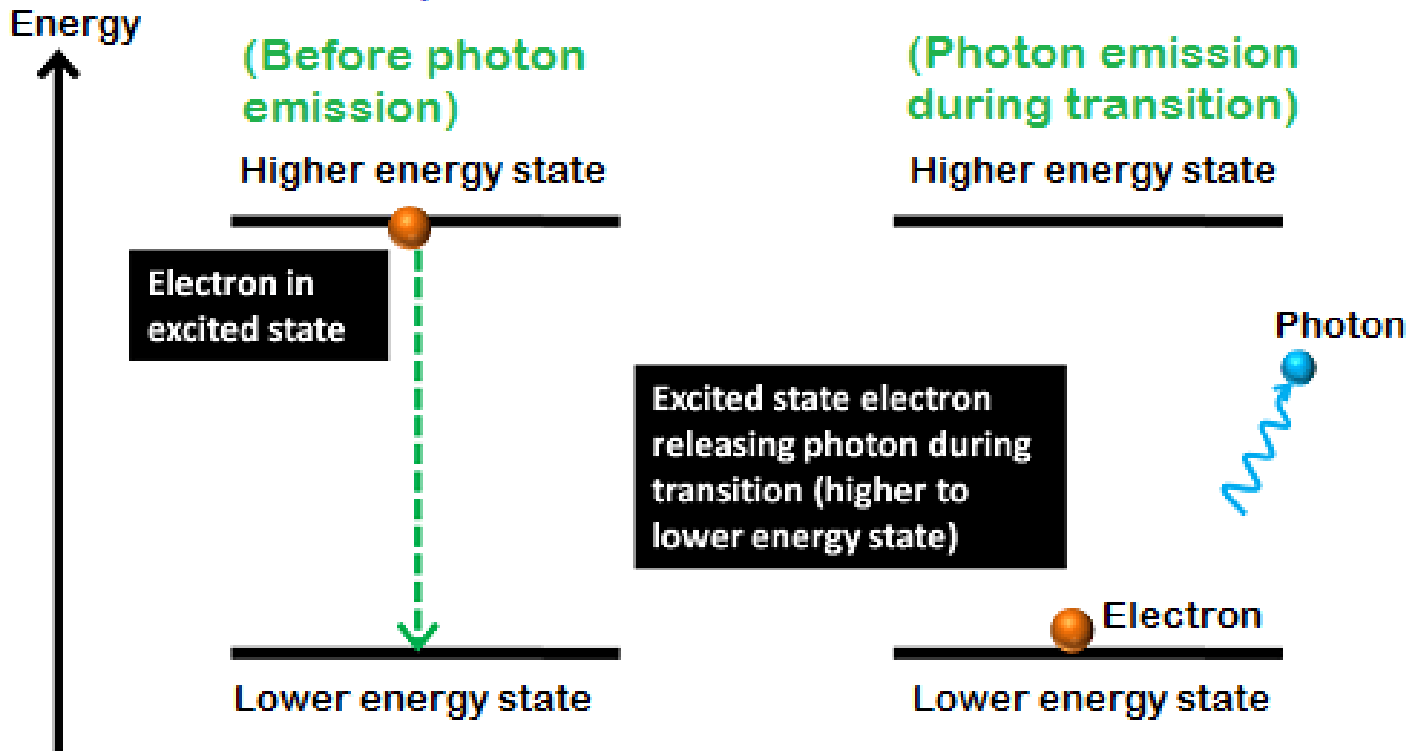 Energy
(Before photon
emission)
Higher energy state
Electron in
excited state
Lower energy state
(Photon emission
during transition)
Higher energy state
Photon
Excited state electron
releasing photon during
transition (higher to
lower energy state)
Electron
Lower energy state